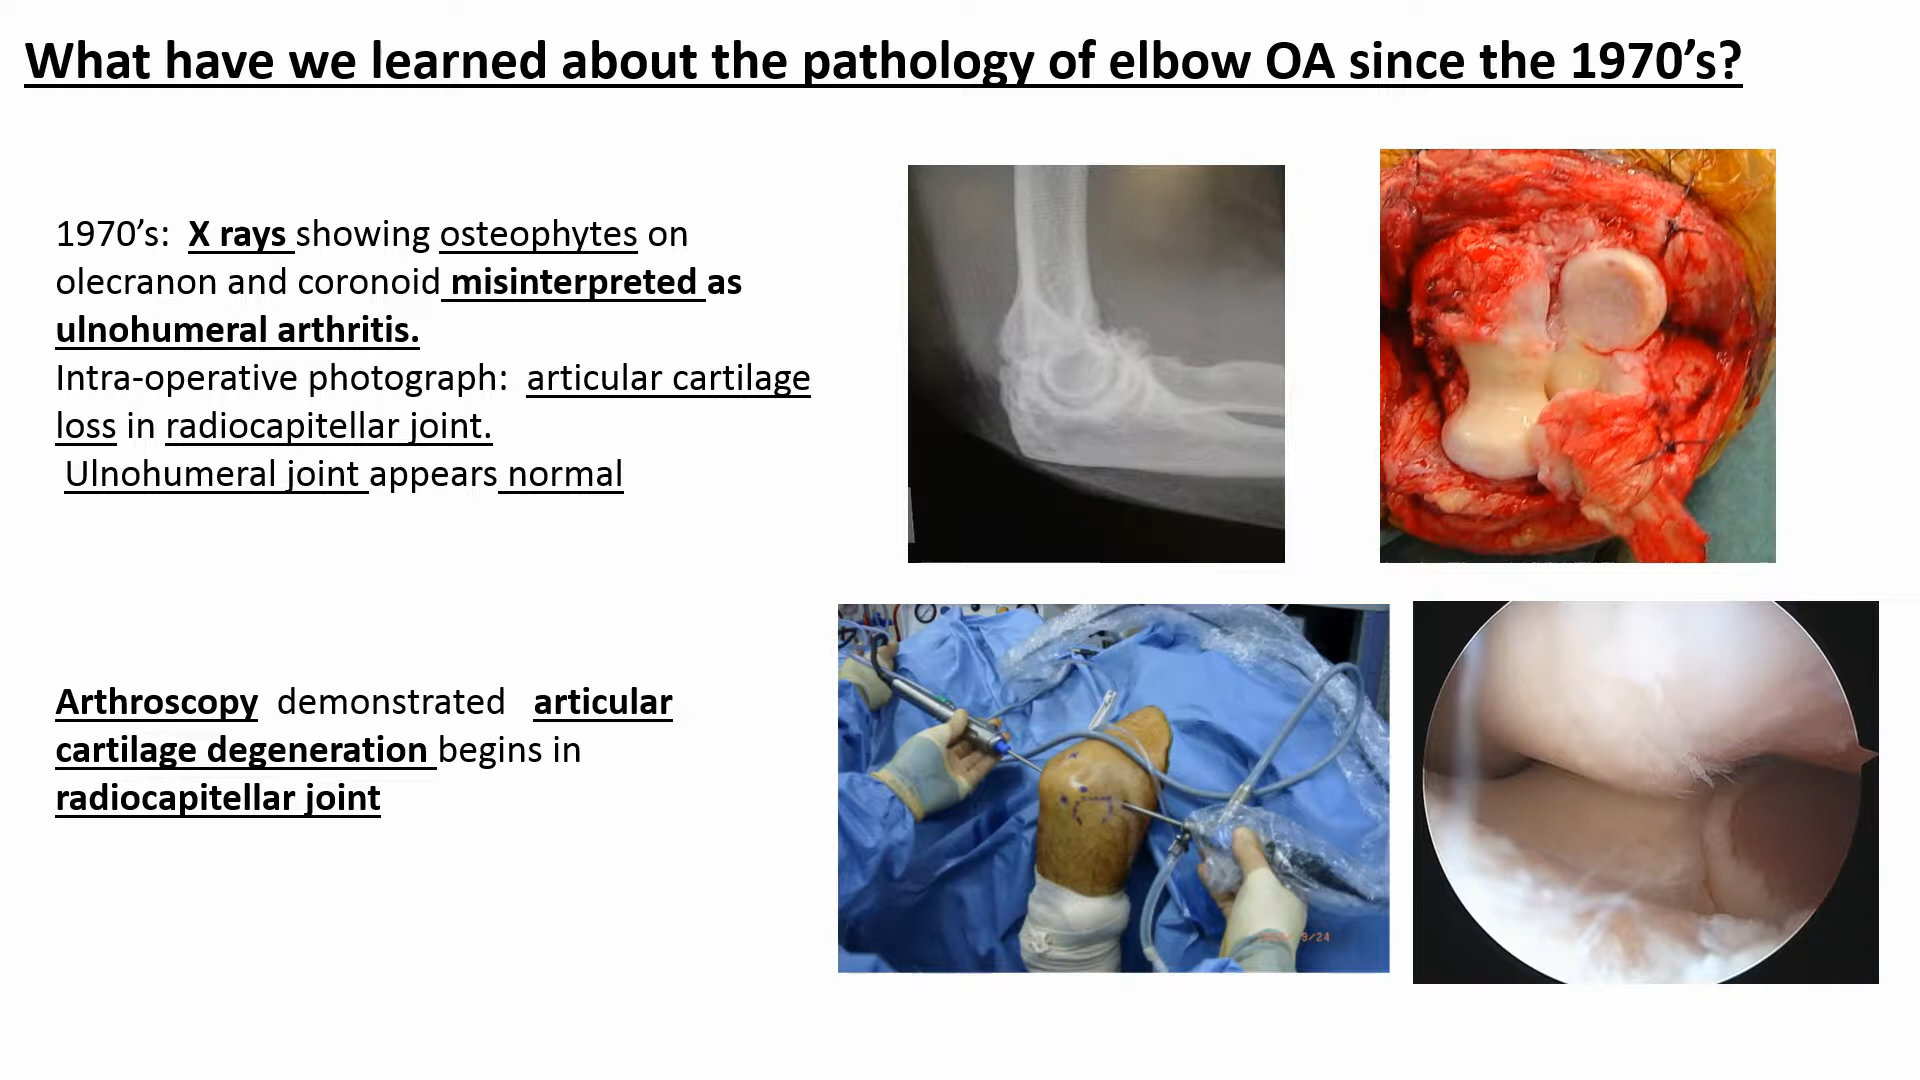 What have we learned about the pathology of elbow OA since the 1970’s?
1970’s: X rays showing osteophytes on
olecranon and coronoid misinterpreted as
ulnohumeral arthritis.
Intra-operative photograph: articular cartilage
loss in radiocapitellar joint.
Ulnohumeral joint appears normal
Arthroscopy demonstrated articular
cartilage degeneration begins in
radiocapitellar joint